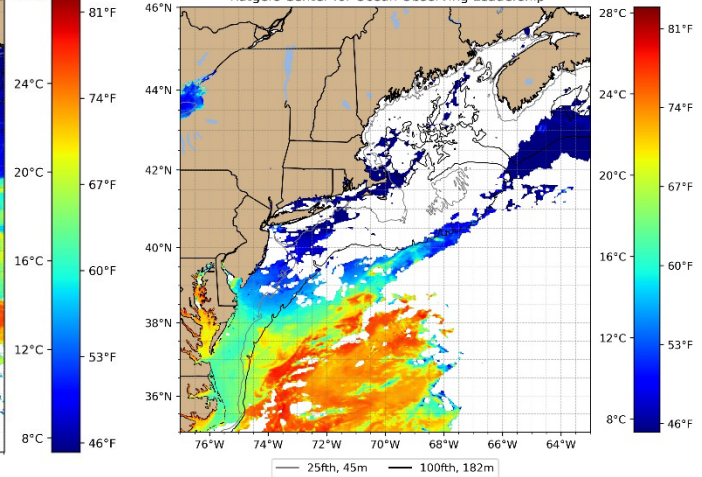 Rutgers Center for Ocean Observing Leadership
24°C
20°C
16°C
12°C
8°C
81°F
74°F
67°F
60°F
53°F
46°F
46°N
44°N
42°N
40°N
38°N
36°N
76°W
74°W
72°W
70°W
68°W
66°W
64°W
28°C
24°C
20°C
16°C
12°C
8°C
81°F
74°F
67°F
60°F
53°F
46°F
25fth, 45m
100fth, 182m